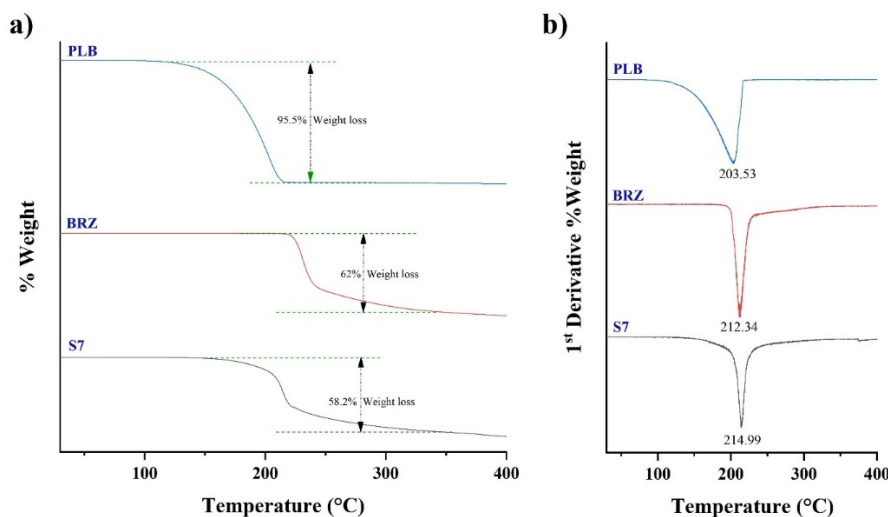 a)
PLB
95.5% Weight loss
BRZ
62% Weight loss
S7
58.2% Weight loss
% Weight
100
200
300
400
Temperature (°C)
b)
PLB
203.53
BRZ
212.34
S7
214.99
1st Derivative %Weight
100
200
300
400
Temperature (°C)